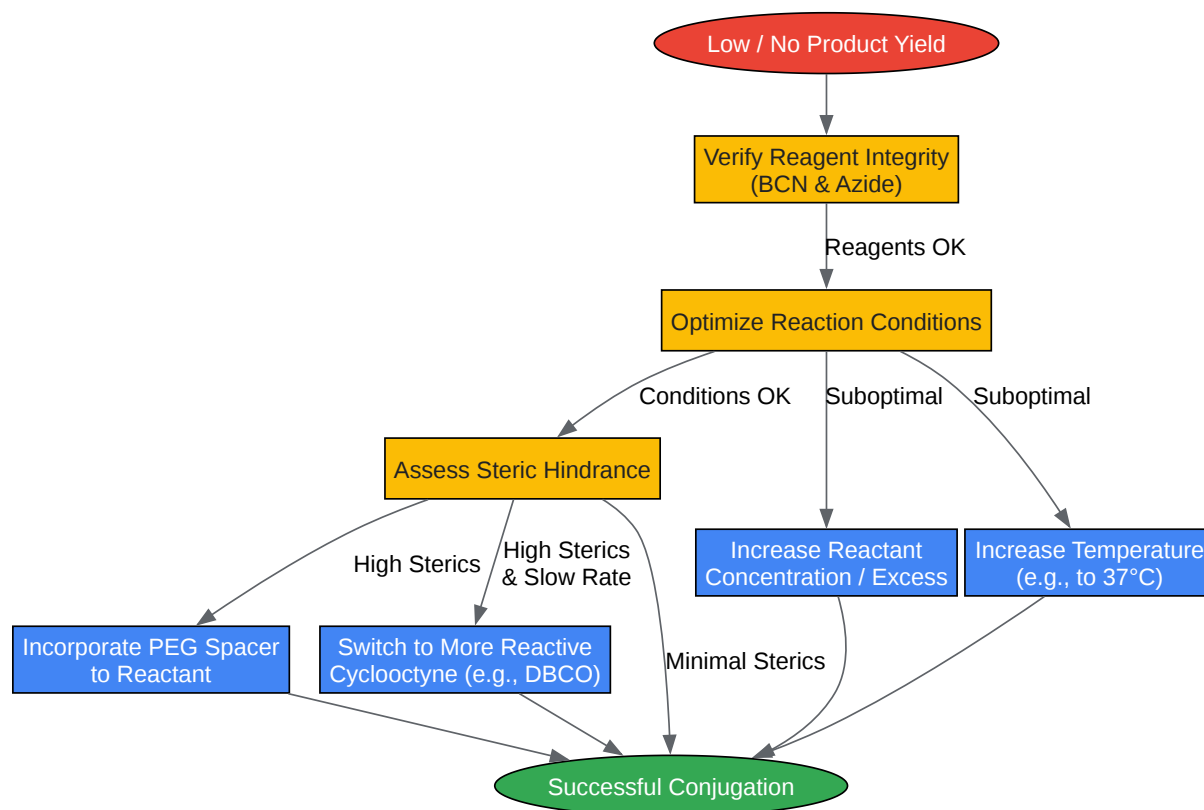 Low / No Product Yield
Verify Reagent Integrity
(BCN & Azide)
Reagents OK
Optimize Reaction Conditions
Conditions OK
Suboptimal
Suboptimal
Assess Steric Hindrance
High Sterics
High Sterics
& Slow Rate
Increase Reactant
Concentration / Excess
Increase Temperature
(e.g., to 37°C)
Incorporate PEG Spacer
to Reactant
Switch to More Reactive
Cyclooctyne (e.g., DBCO)
Minimal Sterics
Successful Conjugation